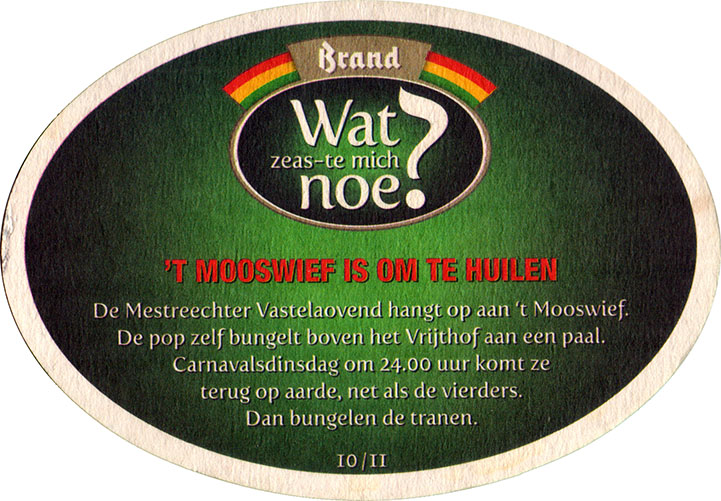 Brand
Wat
zeas-te mich
noe?
'T MOOSWIEF IS OM TE HUILEN
De Mestreechter Vastelaovend hangt op aan 't Mooswief.
De pop zelf bungelt boven het Vrijthof aan een paal.
Carnavalsdinsdag om 24.00 uur komt ze
terug op aarde, net als de vierders.
Dan bungelen de tranen.
10/11